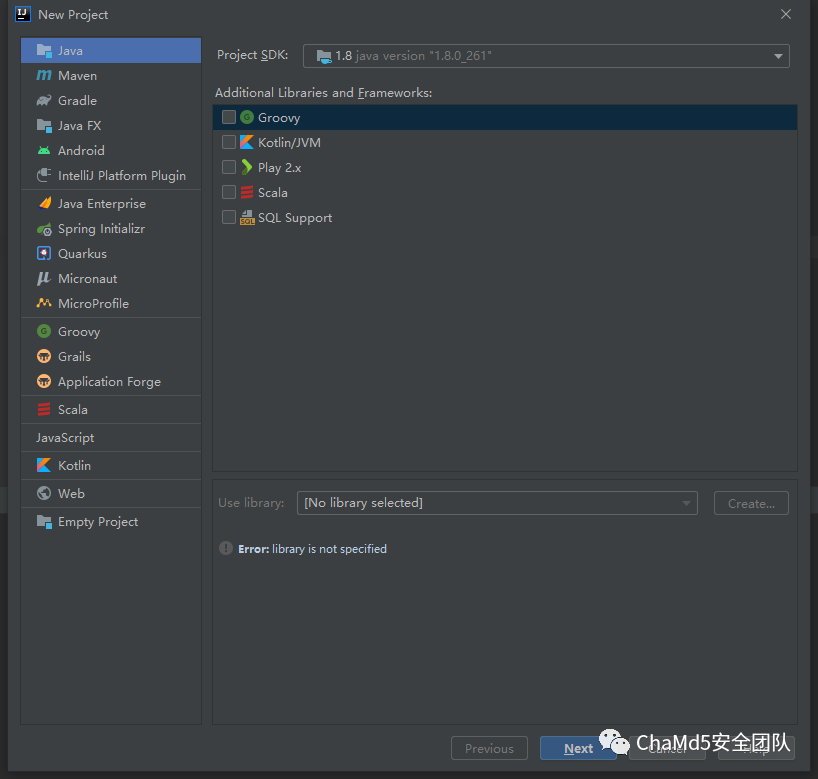 New Project
Java
Maven
Gradle
Java FX
Android
IntelliJ Platform Plugin
Java Enterprise
Spring Initializr
Quarkus
Micronaut
MicroProfile
Groovy
Grails
Application Forge
Scala
JavaScript
Kotlin
Web
Empty Project
Project SDK: 1.8 java version "1.8.0_261"
Additional Libraries and Frameworks:
Groovy
Kotlin/JVM
Play 2.x
Scala
SQL Support
Use library: [No library selected] Create...
Error: library is not specified
Previous Next Cancel Help
ChaMd5安全团队